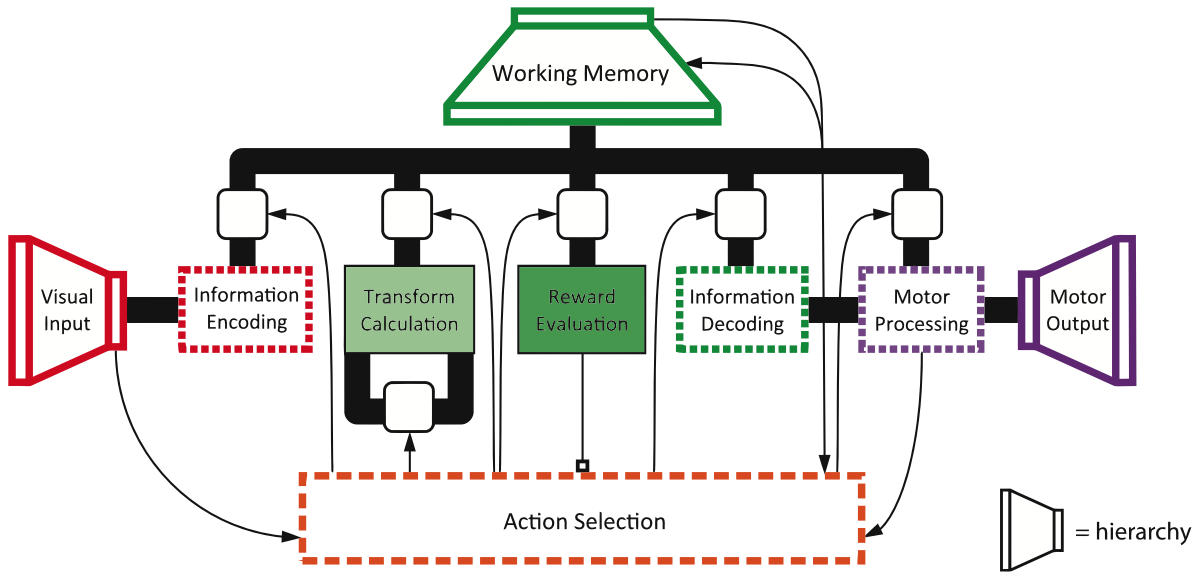 Working Memory
Visual
Input
Information
Encoding
Transform
Calculation
Reward
Evaluation
Information
Decoding
Motor
Processing
Motor
Output
Action Selection
= hierarchy